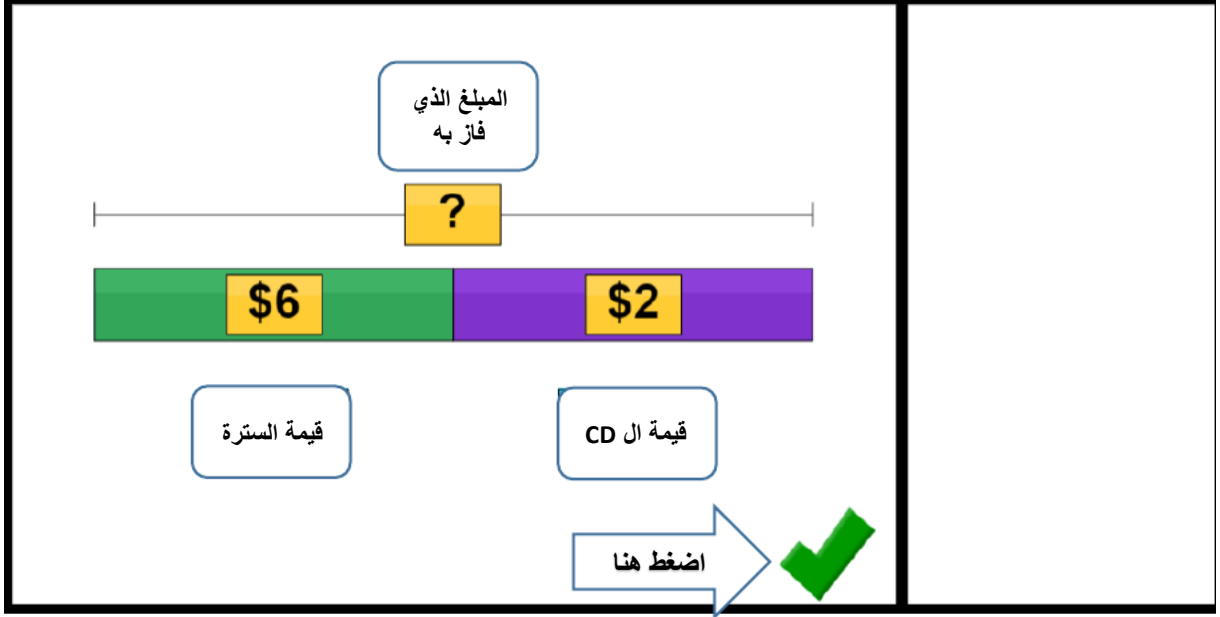 المبلغ الذي
فاز به
?
$6
$2
قيمة السترة
قيمة ال CD
اضغط هنا